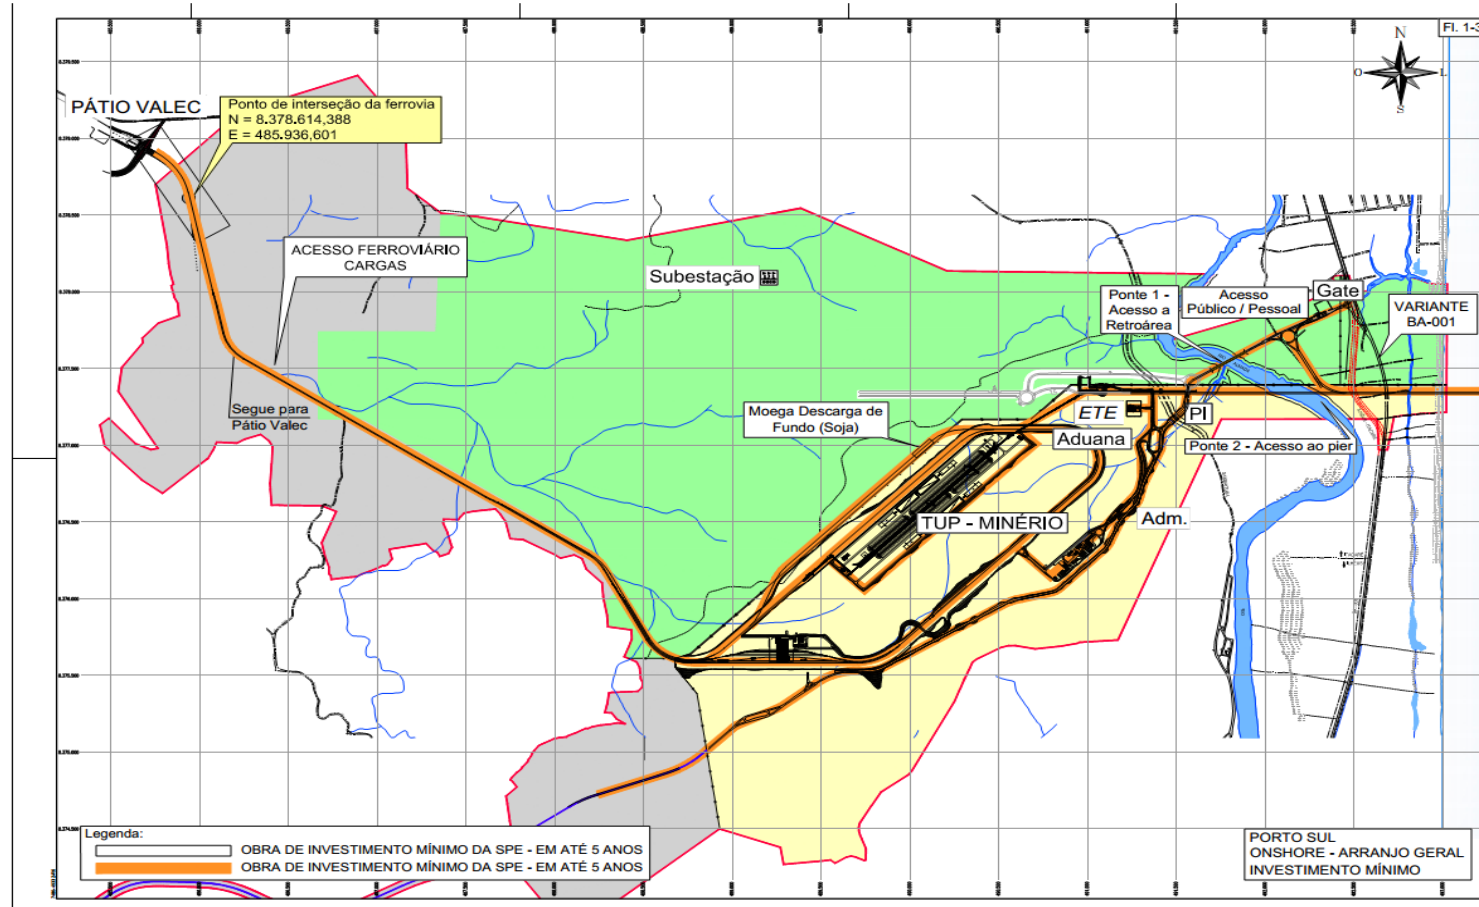 Fl. 1-3
N
O
L
S
PÁTIO VALEC
Ponto de interseção da ferrovia
N = 8.378.614,388
E = 485.936,601
ACESSO FERROVIÁRIO
CARGAS
Subestação
Ponte 1 -
Acesso a
Retroárea
Acesso
Público / Pessoal
Gate
VARIANTE
BA-001
Segue para
Pátio Valec
Moega Descarga de
Fundo (Soja)
ETE
PI
Aduana
Ponte 2 - Acesso ao pier
TUP - MINÉRIO
Adm.
Legenda:
OBRA DE INVESTIMENTO MÍNIMO DA SPE - EM ATÉ 5 ANOS
OBRA DE INVESTIMENTO MÍNIMO DA SPE - EM ATÉ 5 ANOS
PORTO SUL
ONSHORE - ARRANJO GERAL
INVESTIMENTO MÍNIMO